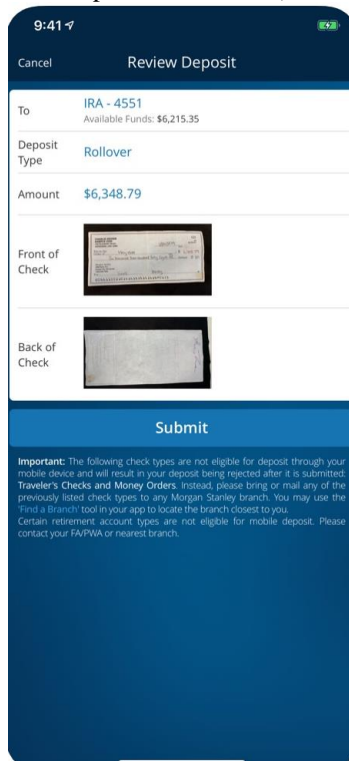 9:41
Cancel
Review Deposit
To
IRA - 4551
Available Funds: $6,215.35
Deposit
Type
Rollover
Amount
$6,348.79
Front of
Check
Back of
Check
Submit
Important: The following check types are not eligible for deposit through your
mobile device and will result in your deposit being rejected after it is submitted:
Traveler's Checks and Money Orders. Instead, please bring or mail any of the
previously listed check types to any Morgan Stanley branch. You may use the
'Find a Branch' tool in your app to locate the branch closest to you.
Certain retirement account types are not eligible for mobile deposit. Please
contact your FA/PWA or nearest branch.